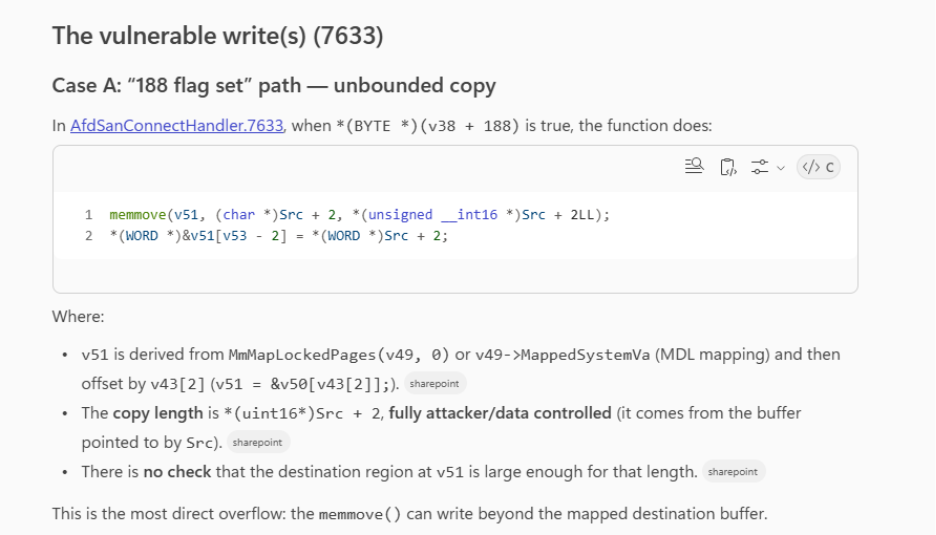 The vulnerable write(s) (7633)
Case A: “188 flag set” path — unbounded copy
In AfdSanConnectHandler.7633, when *(BYTE *)(v38 + 188) is true, the function does:
</> C
1 memmove(v51, (char *)Src + 2, *(unsigned __int16 *)Src + 2LL);
2 *(WORD *)&v51[v53 - 2] = *(WORD *)Src + 2;
Where:
• v51 is derived from MmMapLockedPages(v49, 0) or v49->MappedSystemVa (MDL mapping) and then
offset by v43[2] (v51 = &v50[v43[2]];). sharepoint
• The copy length is *(uint16*)Src + 2, fully attacker/data controlled (it comes from the buffer
pointed to by Src). sharepoint
• There is no check that the destination region at v51 is large enough for that length. sharepoint
This is the most direct overflow: the memmove() can write beyond the mapped destination buffer.